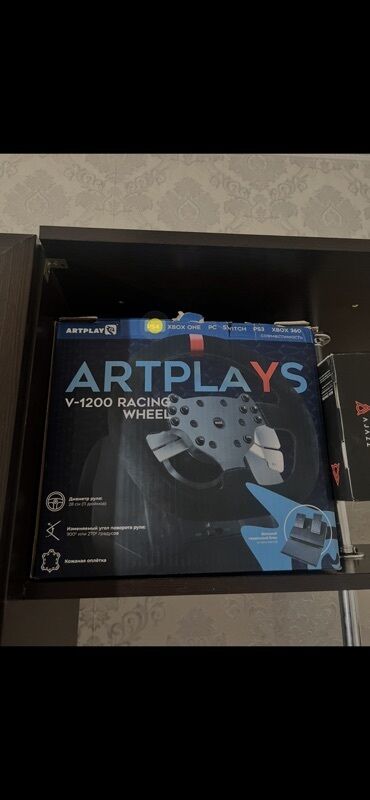 ARTPLAYS
PS4 XBOX ONE PC SWITCH PS3 XBOX 360
СОВМЕСТИМОСТЬ
ARTPLAYS
V-1200 RACING
WHEEL
Диаметр руля:
28 см (11 дюймов)
Изменяемый угол поворота руля:
900° или 270° градусов
Кожаная оплётка